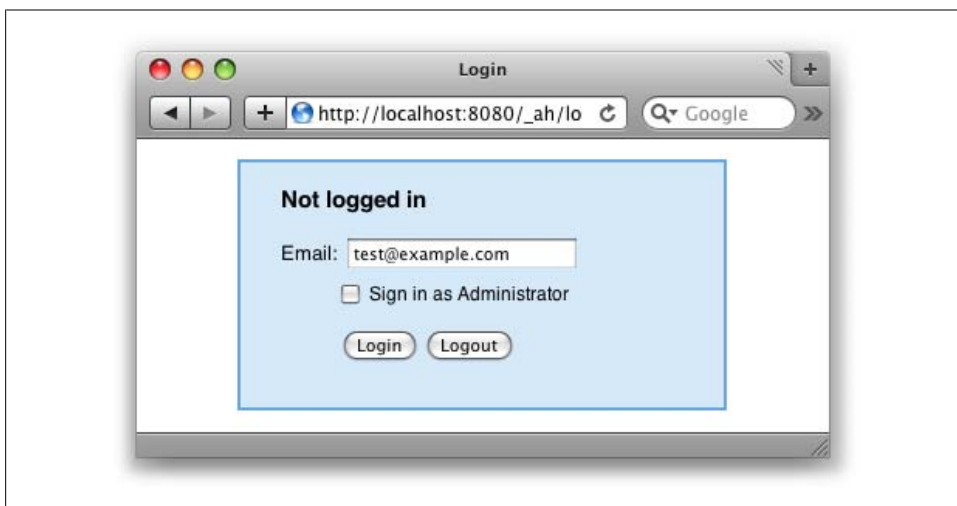 Login
http://localhost:8080/_ah/lo
Google
Not logged in
Email: test@example.com
Sign in as Administrator
Login Logout